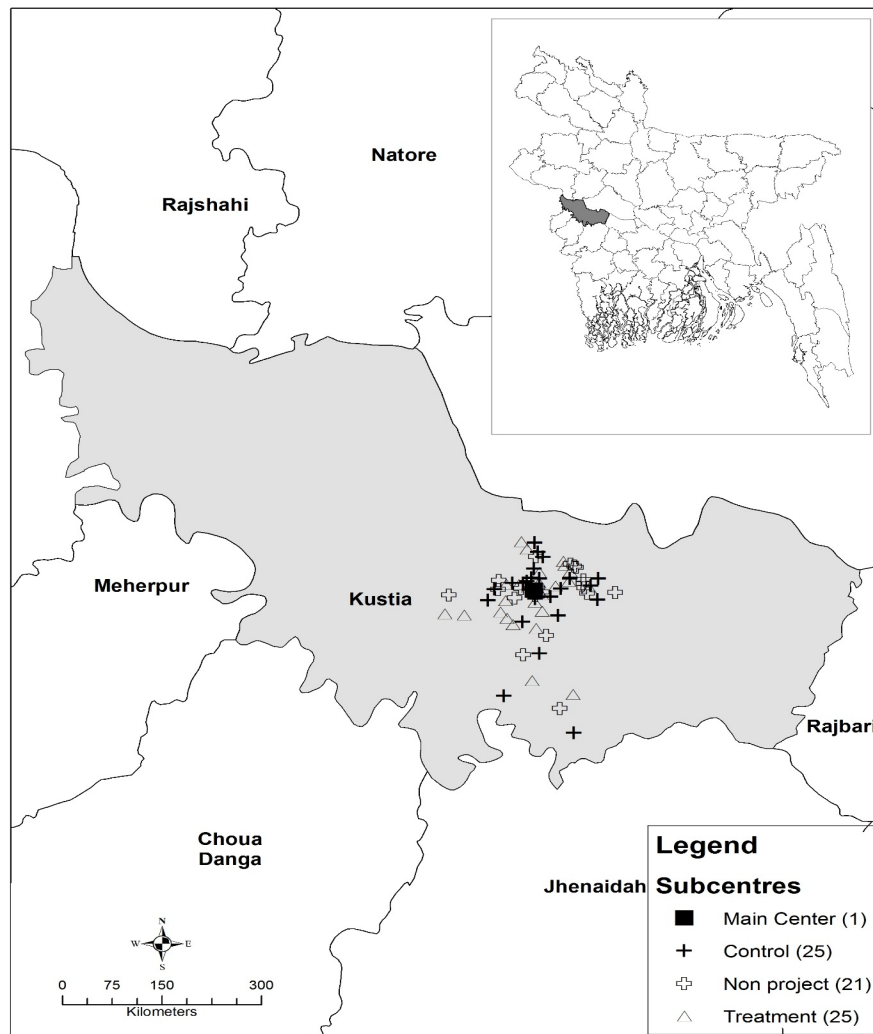 Natore
Rajshahi
Meherpur
Kustia
Rajbari
Choua
Danga
Jhenaidah
N
W E
S
0 75 150 300
Kilometers
Legend
Subcentres
Main Center (1)
Control (25)
Non project (21)
Treatment (25)